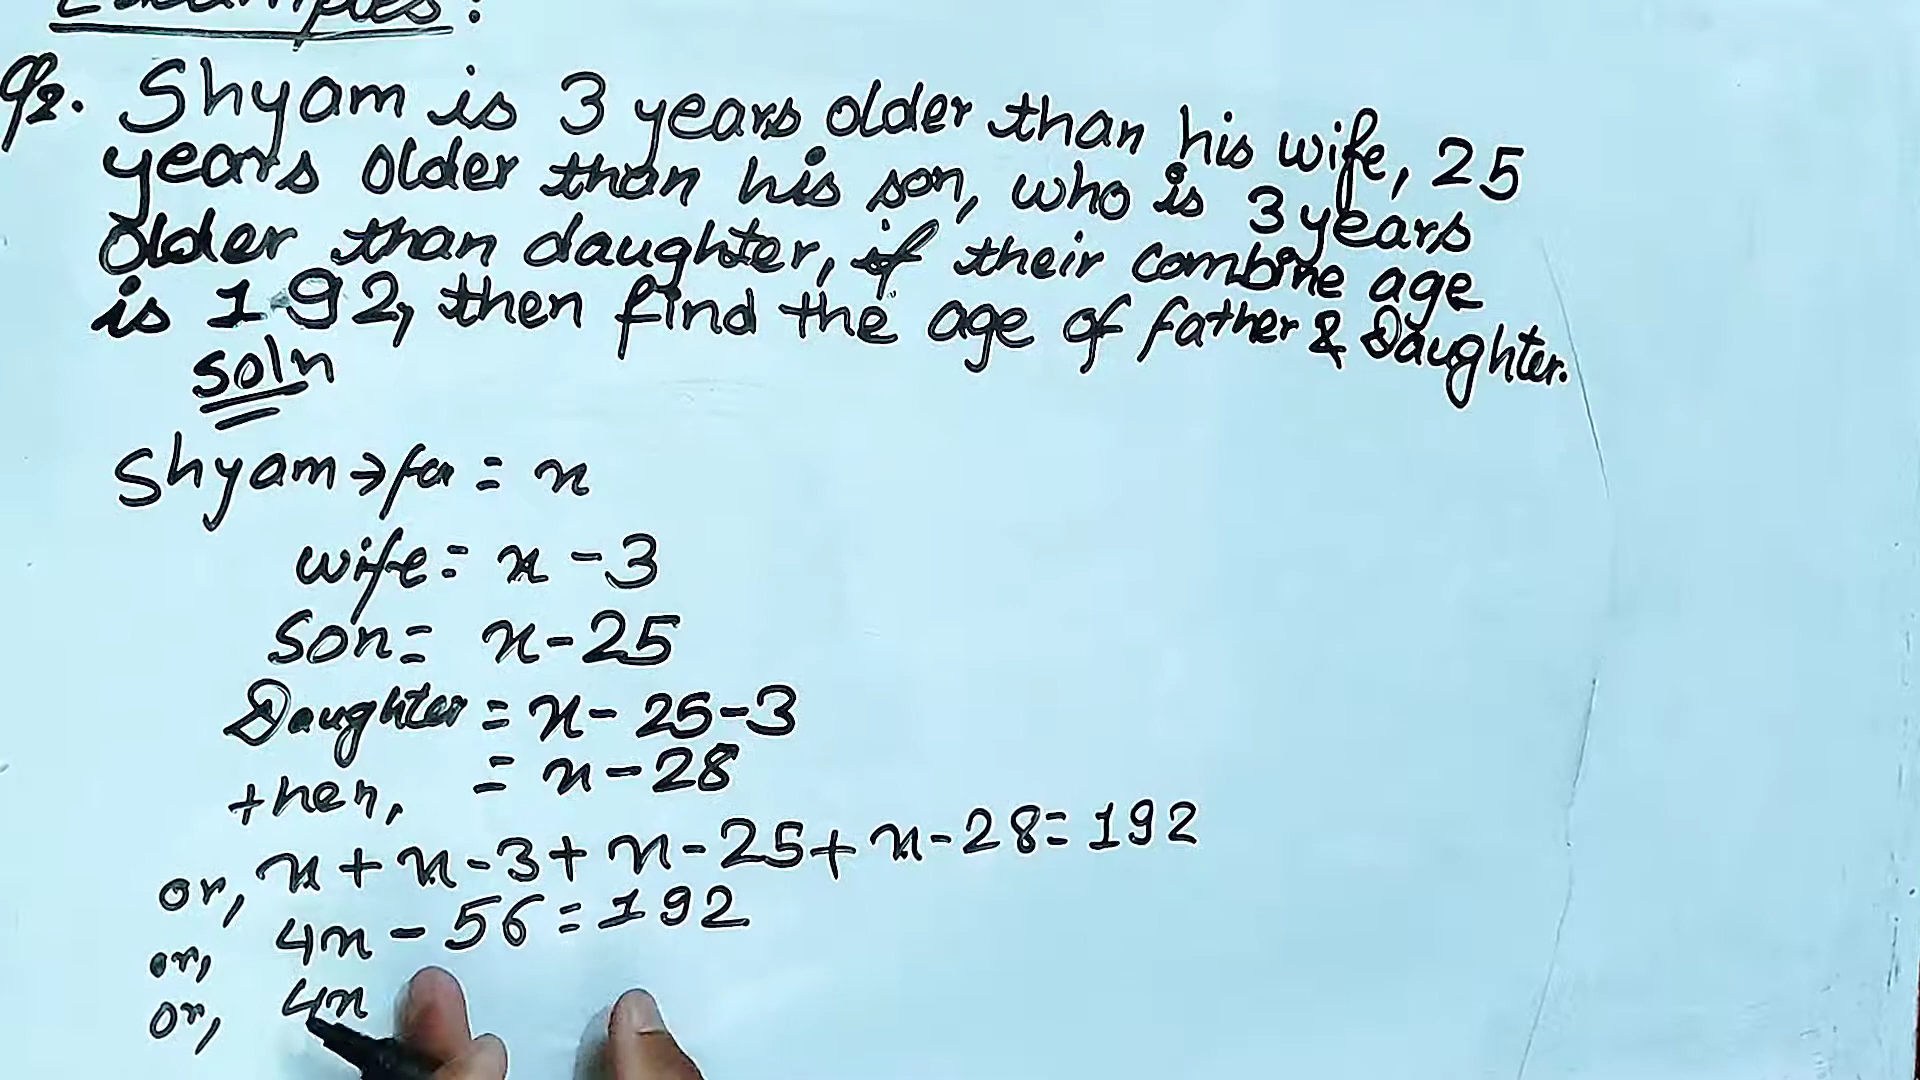 Examples:
Q2. Shyam is 3 years older than his wife, 25
years older than his son, who is 3 years
older than daughter, if their combine age
is 192, then find the age of father & Daughter.
soln
Shyam → fa = x
wife = x - 3
Son = x - 25
Daughter = x - 25 - 3
= x - 28
then,
x + x - 3 + x - 25 + x - 28 = 192
or, 4x - 56 = 192
or, 4x
or,